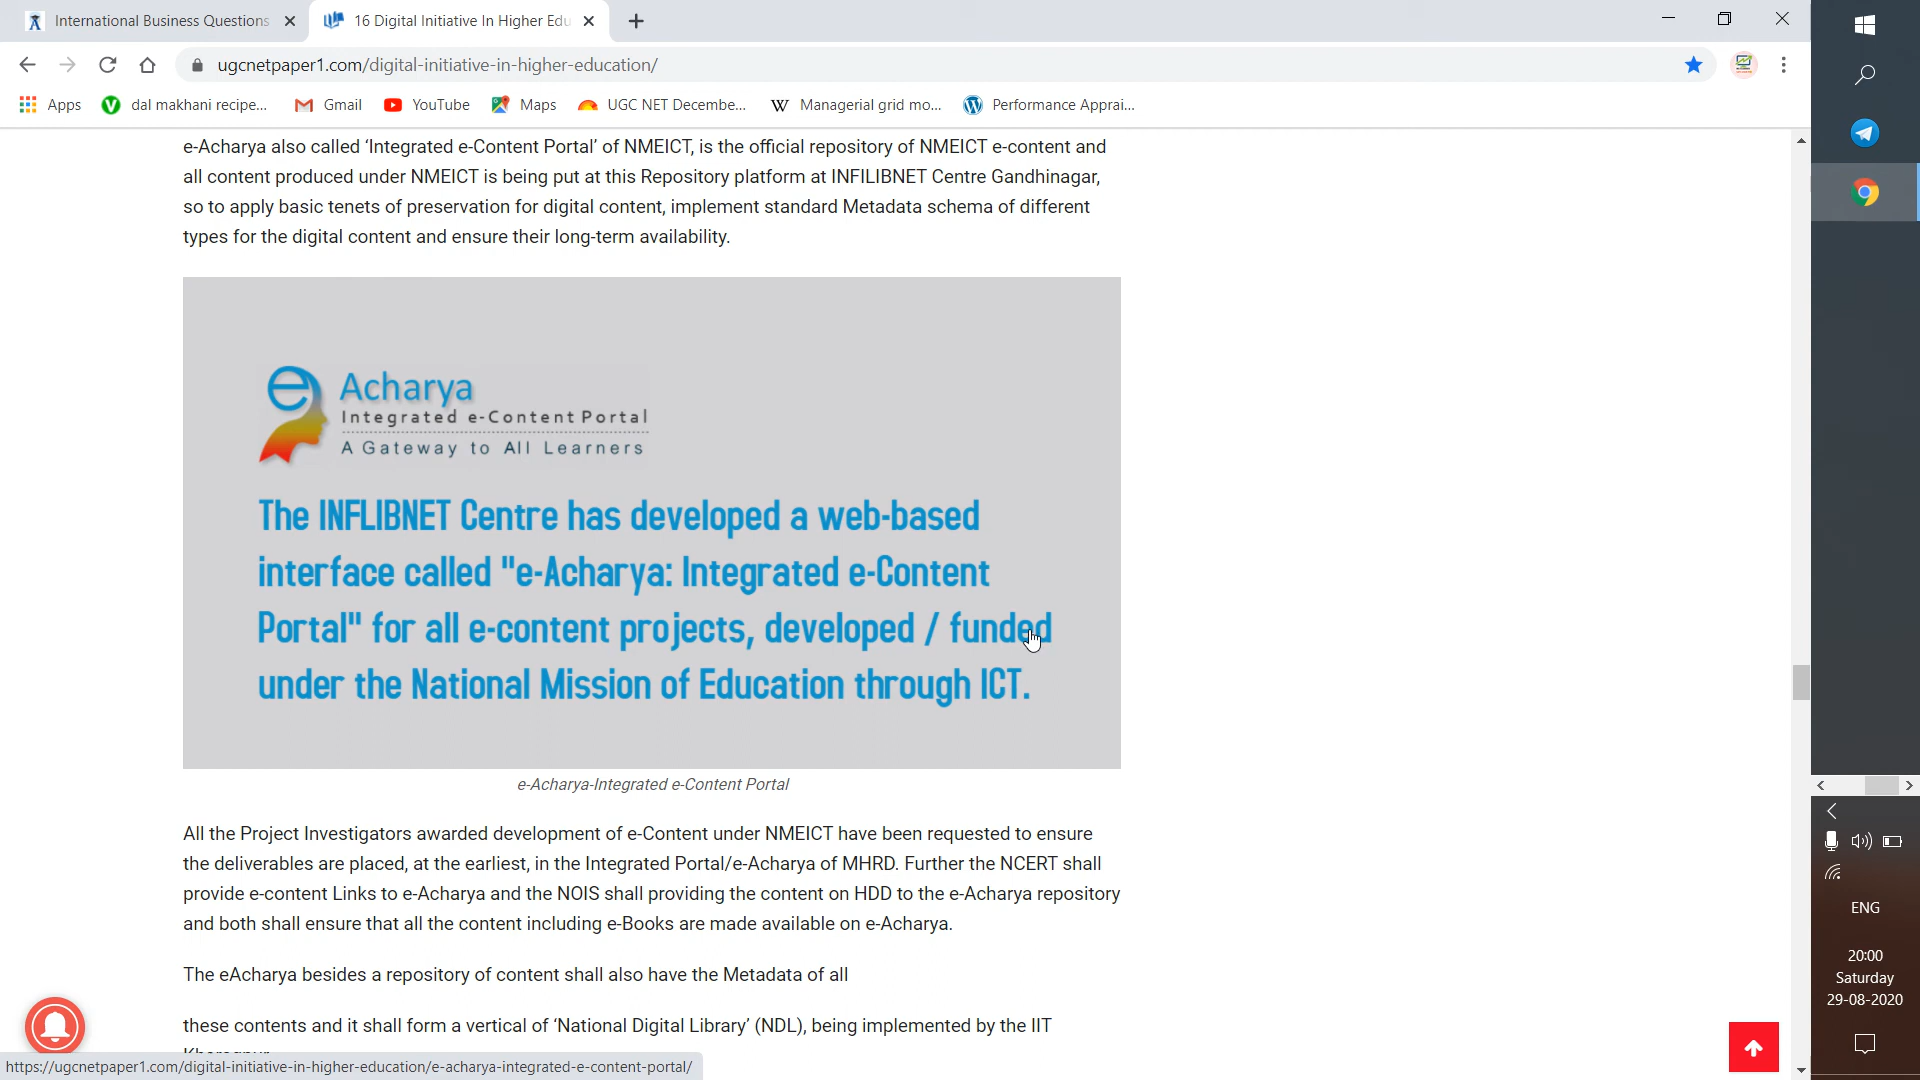 International Business Questions
16 Digital Initiative In Higher Edu
ugcnetpaper1.com/digital-initiative-in-higher-education/
Apps
dal makhani recipe...
Gmail
YouTube
Maps
UGC NET Decembe...
Managerial grid mo...
Performance Apprai...
e-Acharya also called ‘Integrated e-Content Portal’ of NMEICT, is the official repository of NMEICT e-content and
all content produced under NMEICT is being put at this Repository platform at INFILIBNET Centre Gandhinagar,
so to apply basic tenets of preservation for digital content, implement standard Metadata schema of different
types for the digital content and ensure their long-term availability.
e Acharya
Integrated e-Content Portal
A Gateway to All Learners
The INFLIBNET Centre has developed a web-based
interface called "e-Acharya: Integrated e-Content
Portal" for all e-content projects, developed / funded
under the National Mission of Education through ICT.
e-Acharya-Integrated e-Content Portal
All the Project Investigators awarded development of e-Content under NMEICT have been requested to ensure
the deliverables are placed, at the earliest, in the Integrated Portal/e-Acharya of MHRD. Further the NCERT shall
provide e-content Links to e-Acharya and the NOIS shall providing the content on HDD to the e-Acharya repository
and both shall ensure that all the content including e-Books are made available on e-Acharya.
The eAcharya besides a repository of content shall also have the Metadata of all
these contents and it shall form a vertical of ‘National Digital Library’ (NDL), being implemented by the IIT
https://ugcnetpaper1.com/digital-initiative-in-higher-education/e-acharya-integrated-e-content-portal/
ENG
20:00
Saturday
29-08-2020